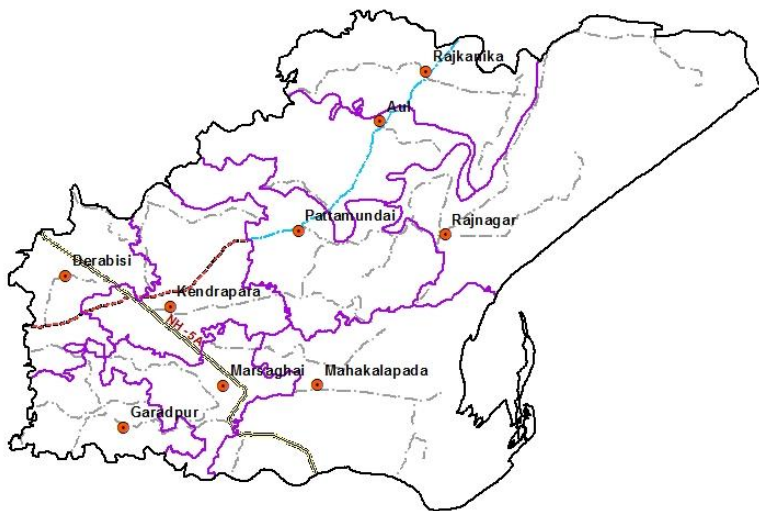 Rajkanika
Aul
Pattamundai
Rajnagar
Derabisi
Kendrapara
NH-5A
Marsaghai
Mahakalapada
Garadpur